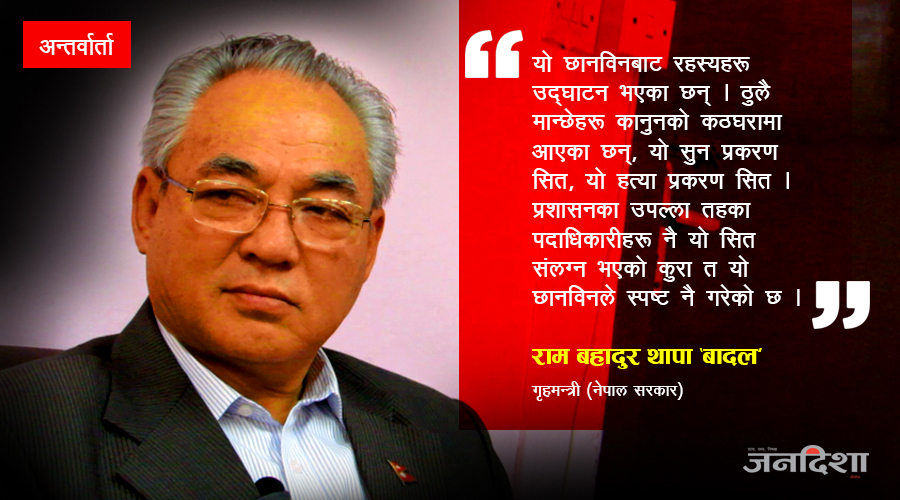 अन्तर्वार्ता
यो छानविनबाट रहस्यहरू
उद्‍घाटन भएका छन् । ठुलै
मान्छेहरू कानुनको कठघरामा
आएका छन्, यो सुन प्रकरण
सित, यो हत्या प्रकरण सित ।
प्रशासनका उपल्ला तहका
पदाधिकारीहरू नै यो सित
संलग्न भएको कुरा त यो
छानविनले स्पष्ट नै गरेको छ ।
राम बहादुर थापा 'बादल'
गृहमन्त्री (नेपाल सरकार)
जनदिशा